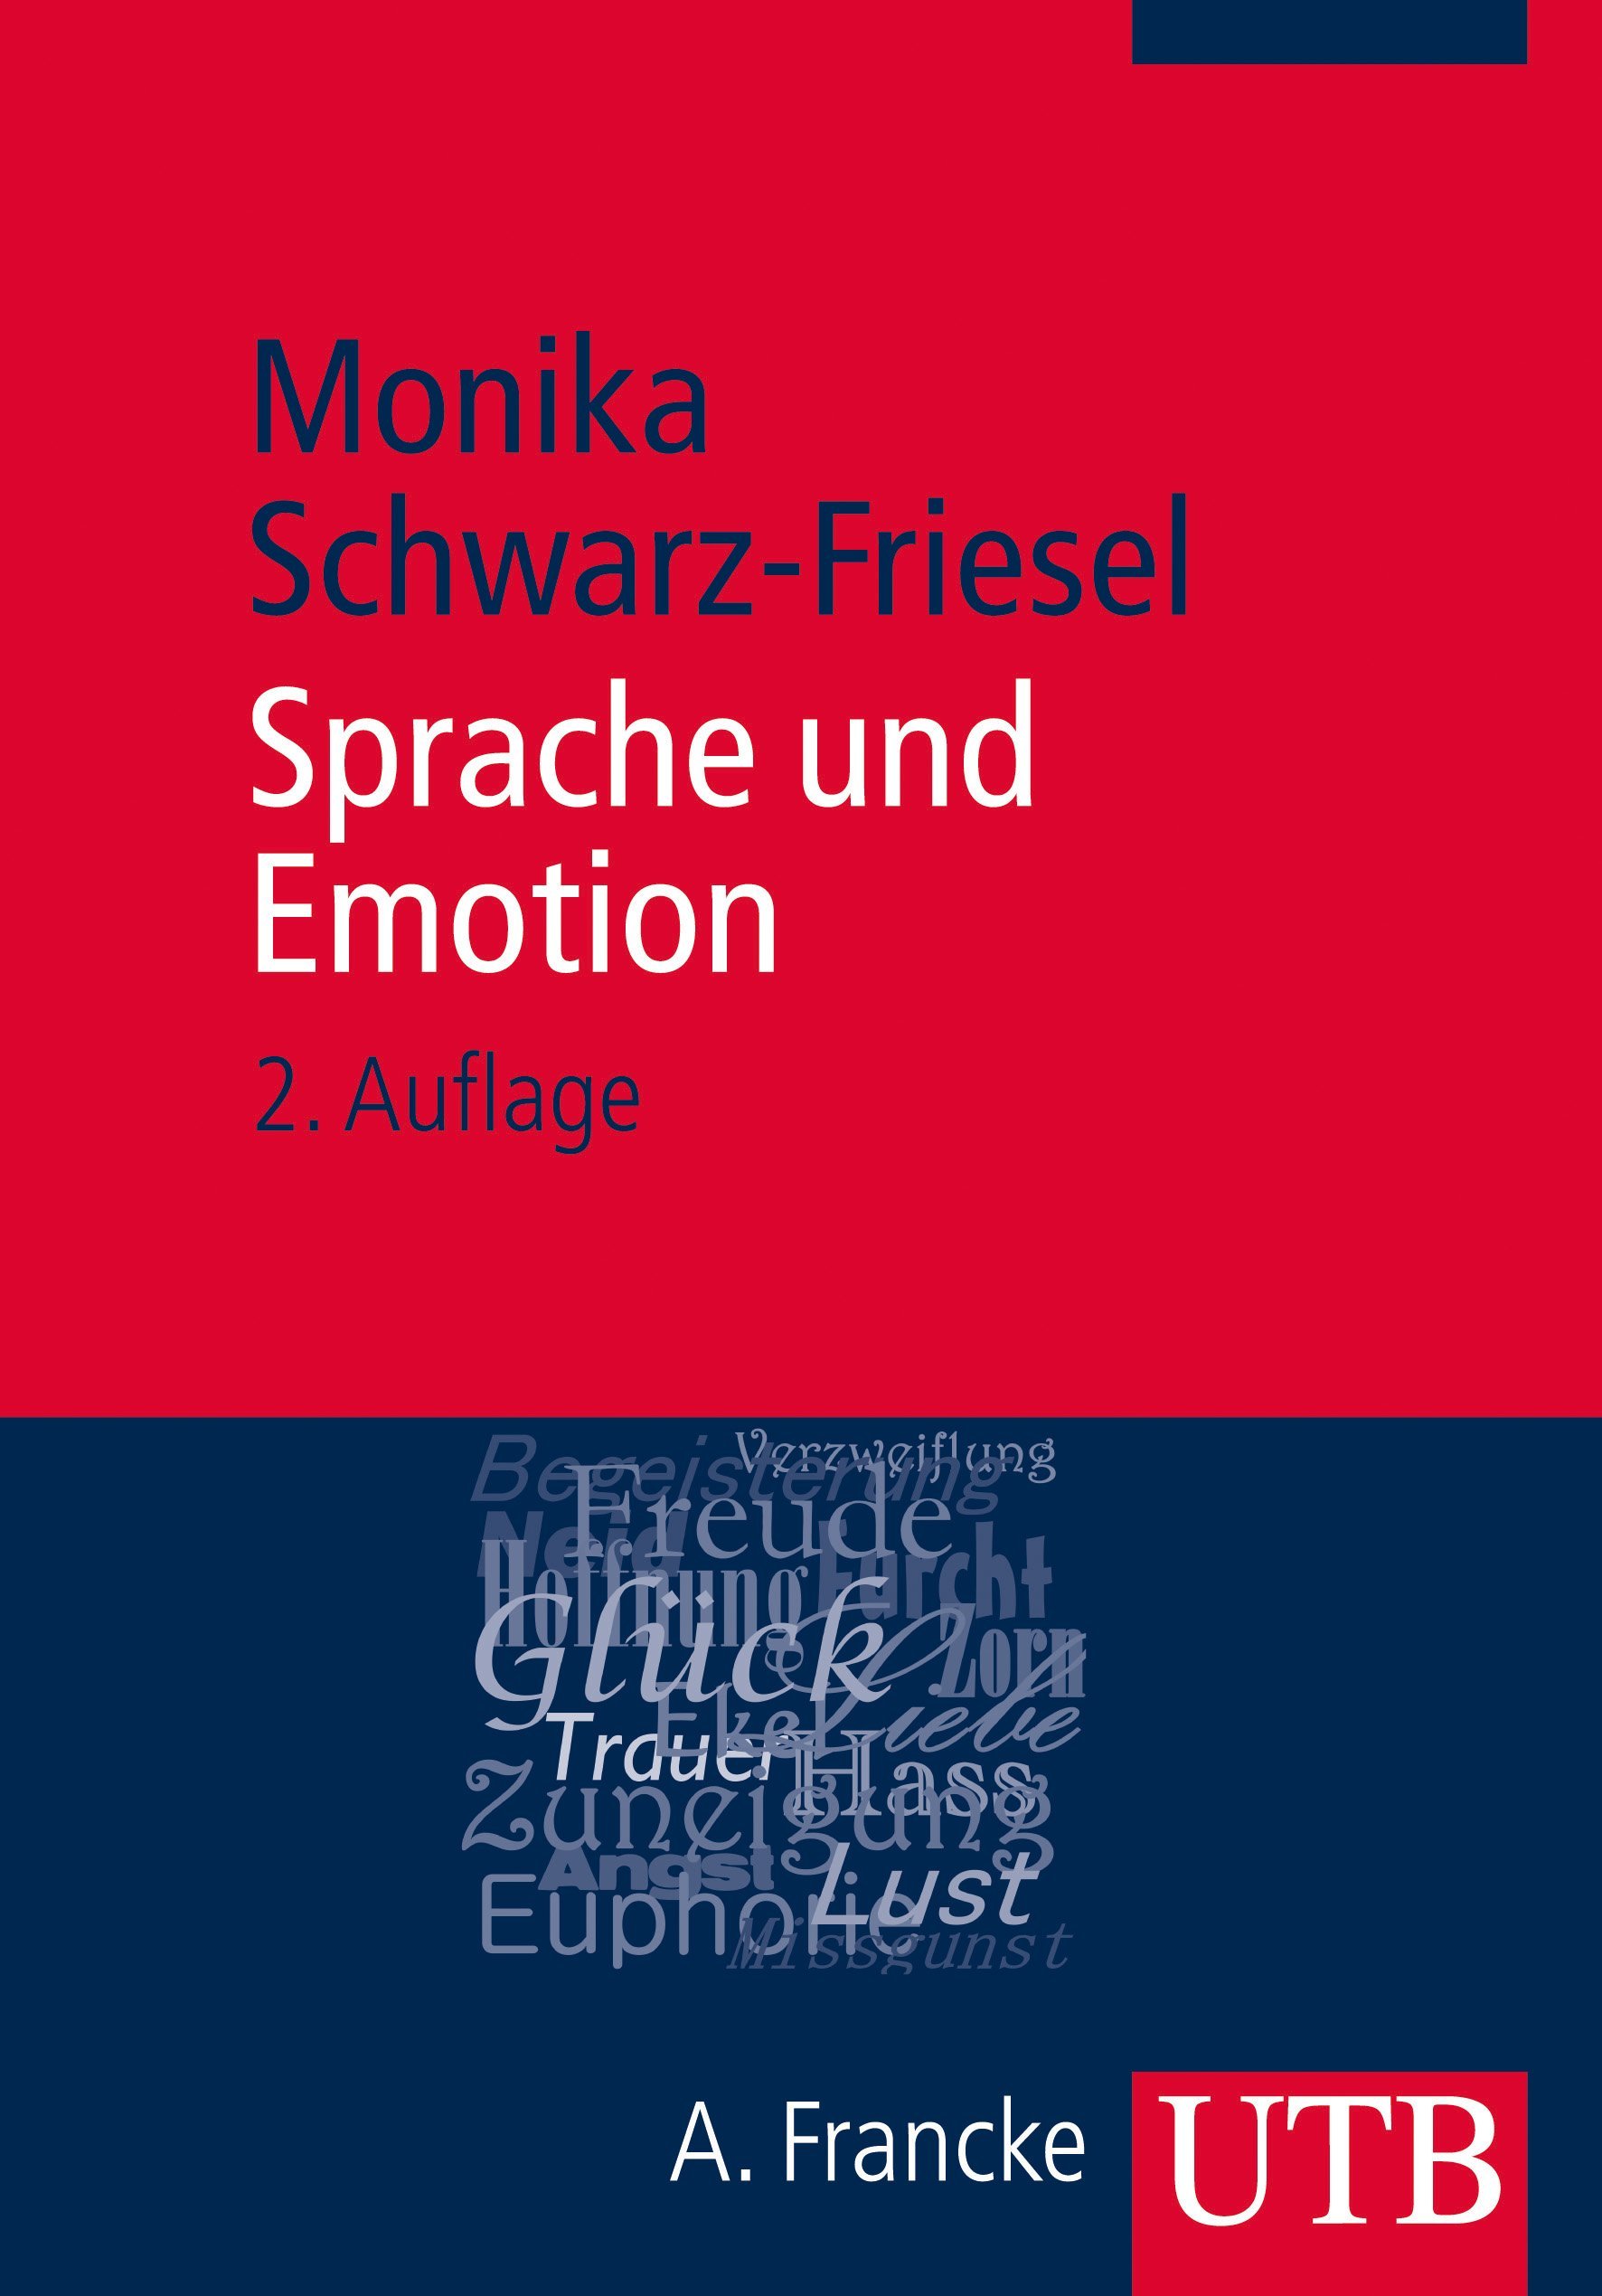 Monika
Schwarz-Friesel
Sprache und
Emotion
2. Auflage
Verzweiflung
Begeisterung
Freude
Neid
Furcht
Hoffnung
Glück
Zorn
Liebe
Ekel
Trauer
Hass
Zuneigung
Angst
Lust
Euphorie
Missgunst
A. Francke
UTB